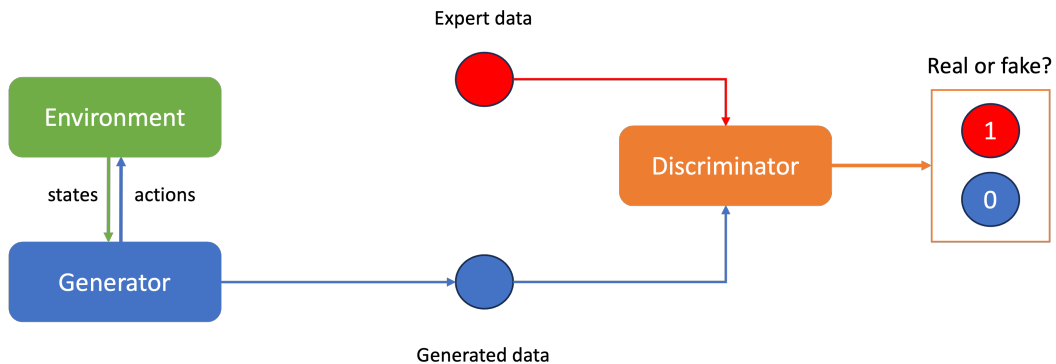 Expert data
Real or fake?
Environment
1
Discriminator
states
actions
0
Generator
Generated data